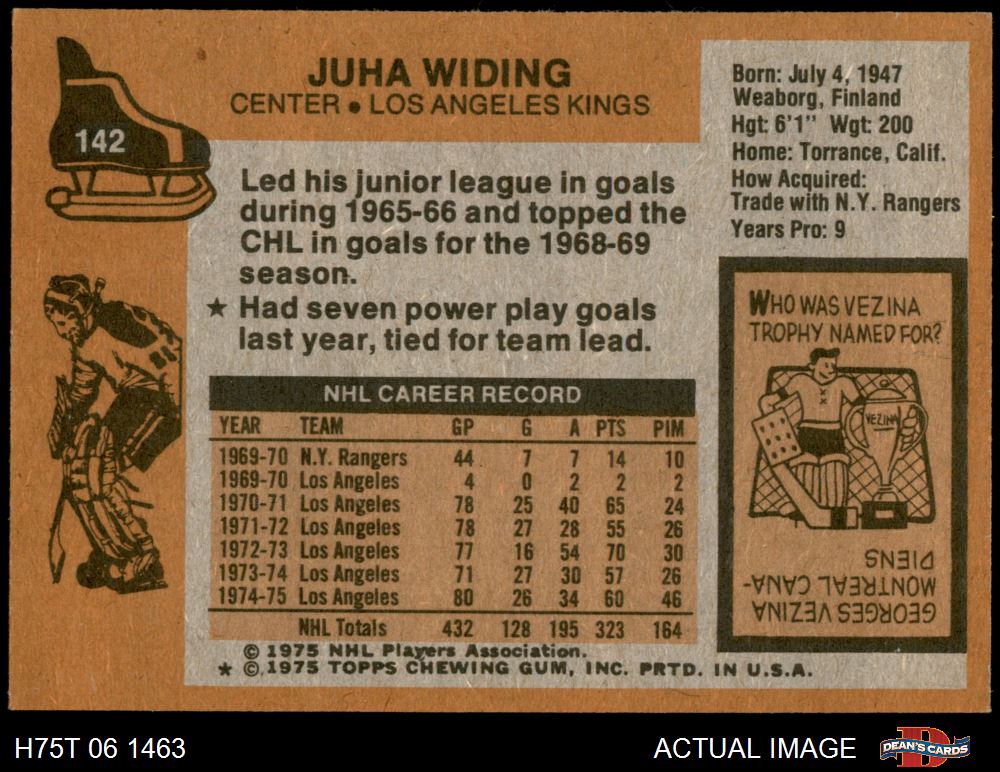 142
JUHA WIDING
CENTER • LOS ANGELES KINGS
Born: July 4, 1947
Weaborg, Finland
Hgt: 6'1" Wgt: 200
Home: Torrance, Calif.
How Acquired:
Trade with N.Y. Rangers
Years Pro: 9
Led his junior league in goals
during 1965-66 and topped the
CHL in goals for the 1968-69
season.
★ Had seven power play goals
last year, tied for team lead.
NHL CAREER RECORD
YEAR TEAM GP G A PTS PIM
1969-70 N.Y. Rangers 44 7 7 14 10
1969-70 Los Angeles 4 0 2 2 2
1970-71 Los Angeles 78 25 40 65 24
1971-72 Los Angeles 78 27 28 55 26
1972-73 Los Angeles 77 16 54 70 30
1973-74 Los Angeles 71 27 30 57 26
1974-75 Los Angeles 80 26 34 60 46
NHL Totals 432 128 195 323 164
WHO WAS VEZINA
TROPHY NAMED FOR?
VEZINA
GEORGES VEZINA
MONTREAL CANA-
DIENS
© 1975 NHL Players Association.
★ © 1975 TOPPS CHEWING GUM, INC. PRTD. IN U.S.A.
H75T 06 1463
ACTUAL IMAGE
DEAN'S CARDS